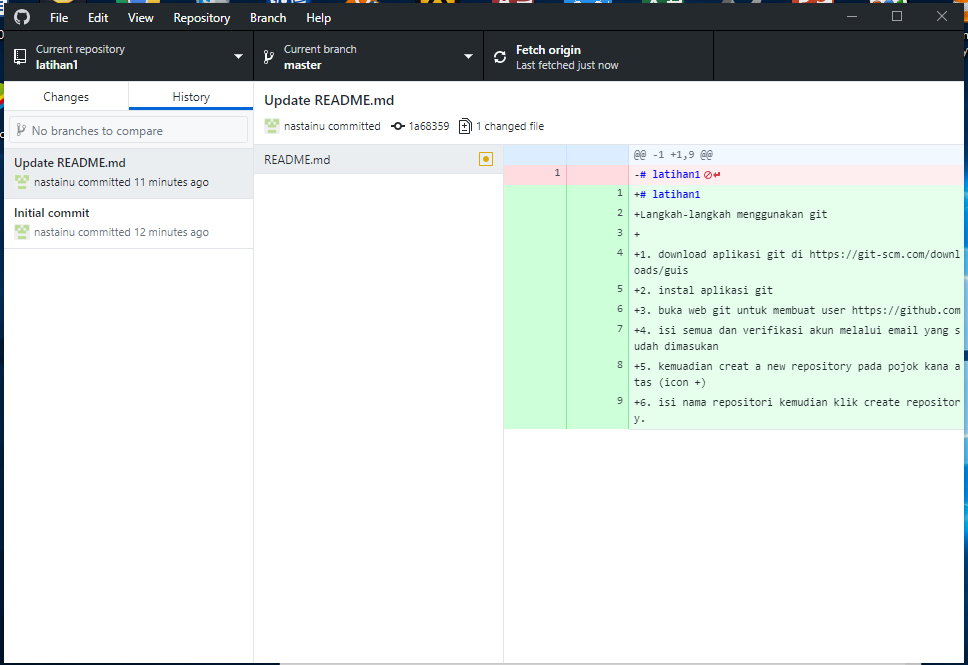 File Edit View Repository Branch Help
Current repository
latihan1
Current branch
master
Fetch origin
Last fetched just now
Changes History
No branches to compare
Update README.md
nastainu committed 11 minutes ago
Initial commit
nastainu committed 12 minutes ago
Update README.md
nastainu committed 1a68359 1 changed file
README.md
@@ -1 +1,9 @@
1 -# latihan1
1 +# latihan1
2 +Langkah-langkah menggunakan git
3 +
4 +1. download aplikasi git di https://git-scm.com/downl
oads/guis
5 +2. instal aplikasi git
6 +3. buka web git untuk membuat user https://github.com
7 +4. isi semua dan verifikasi akun melalui email yang s
udah dimasukan
8 +5. kemuadian creat a new repository pada pojok kana a
tas (icon +)
9 +6. isi nama repositori kemudian klik create repositor
y.